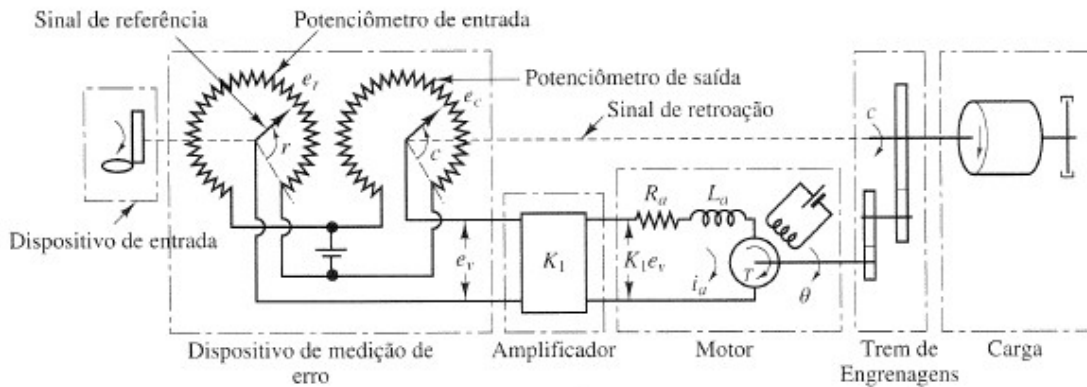 Sinal de referência
Potenciômetro de entrada
e_r
Potenciômetro de saída
e_c
Sinal de retroação
r
c
c
Dispositivo de entrada
R_a
L_a
e_v
K_1
K_1e_v
i_a
T
θ
Dispositivo de medição de
erro
Amplificador
Motor
Trem de
Engrenagens
Carga